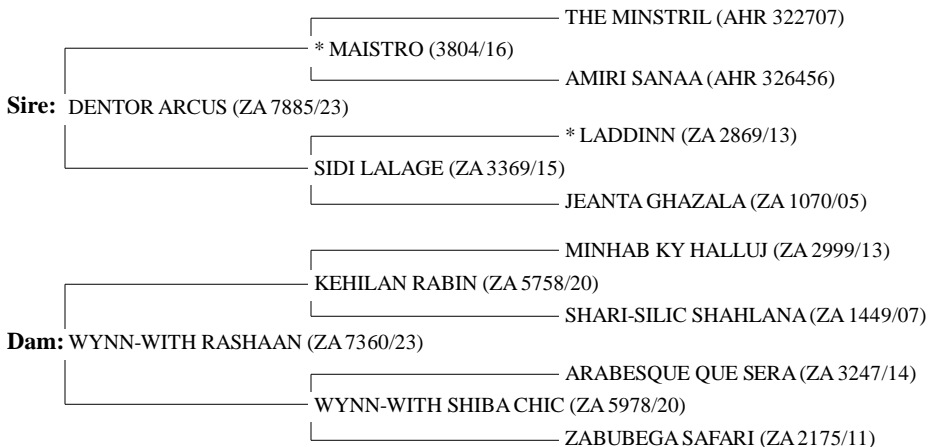 THE MINSTRIL (AHR 322707)
* MAISTRO (3804/16)
AMIRI SANAA (AHR 326456)
Sire: DENTOR ARCUS (ZA 7885/23)
* LADDINN (ZA 2869/13)
SIDI LALAGE (ZA 3369/15)
JEANTA GHAZALA (ZA 1070/05)
MINHAB KY HALLUJ (ZA 2999/13)
KEHILAN RABIN (ZA 5758/20)
SHARI-SILIC SHAHLANA (ZA 1449/07)
Dam: WYNN-WITH RASHAAN (ZA 7360/23)
ARABESQUE QUE SERA (ZA 3247/14)
WYNN-WITH SHIBA CHIC (ZA 5978/20)
ZABUBEGA SAFARI (ZA 2175/11)